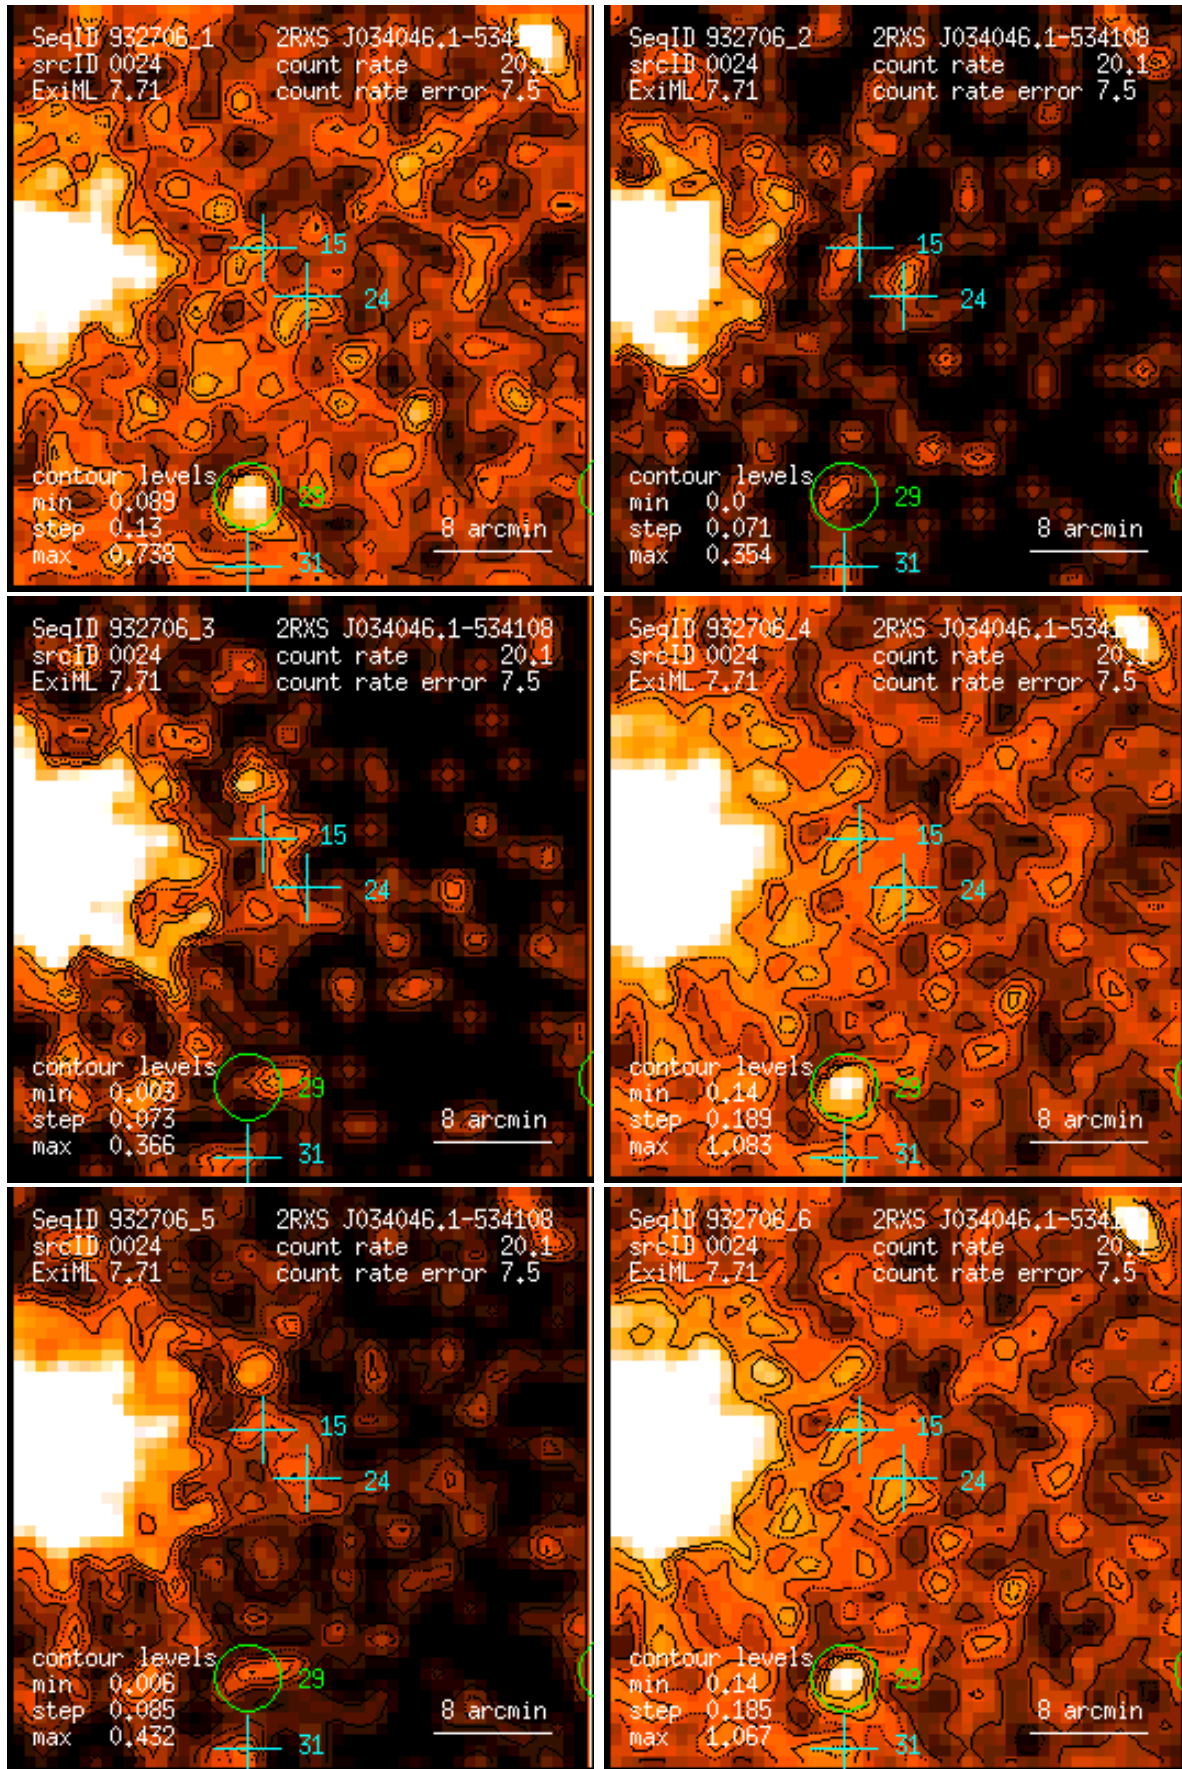 SeqID 932706_1 2RXS J034046.1-534
srcID 0024 count rate 20.1
ExiML 7.71 count rate error 7.5
15
24
contour levels
min 0.089
29
step 0.13 8 arcmin
max 0.738
31
SeqID 932706_2 2RXS J034046.1-534108
srcID 0024 count rate 20.1
ExiML 7.71 count rate error 7.5
15
24
contour levels
min 0.0
29
step 0.071 8 arcmin
max 0.354
31
SeqID 932706_3 2RXS J034046.1-534108
srcID 0024 count rate 20.1
ExiML 7.71 count rate error 7.5
15
24
contour levels
min 0.003
29
step 0.073 8 arcmin
max 0.366
31
SeqID 932706_4 2RXS J034046.1-534
srcID 0024 count rate 20.1
ExiML 7.71 count rate error 7.5
15
24
contour levels
min 0.14
29
step 0.189 8 arcmin
max 1.083
31
SeqID 932706_5 2RXS J034046.1-534108
srcID 0024 count rate 20.1
ExiML 7.71 count rate error 7.5
15
24
contour levels
min 0.006
29
step 0.085 8 arcmin
max 0.432
31
SeqID 932706_6 2RXS J034046.1-534
srcID 0024 count rate 20.1
ExiML 7.71 count rate error 7.5
15
24
contour levels
min 0.14
29
step 0.185 8 arcmin
max 1.067
31